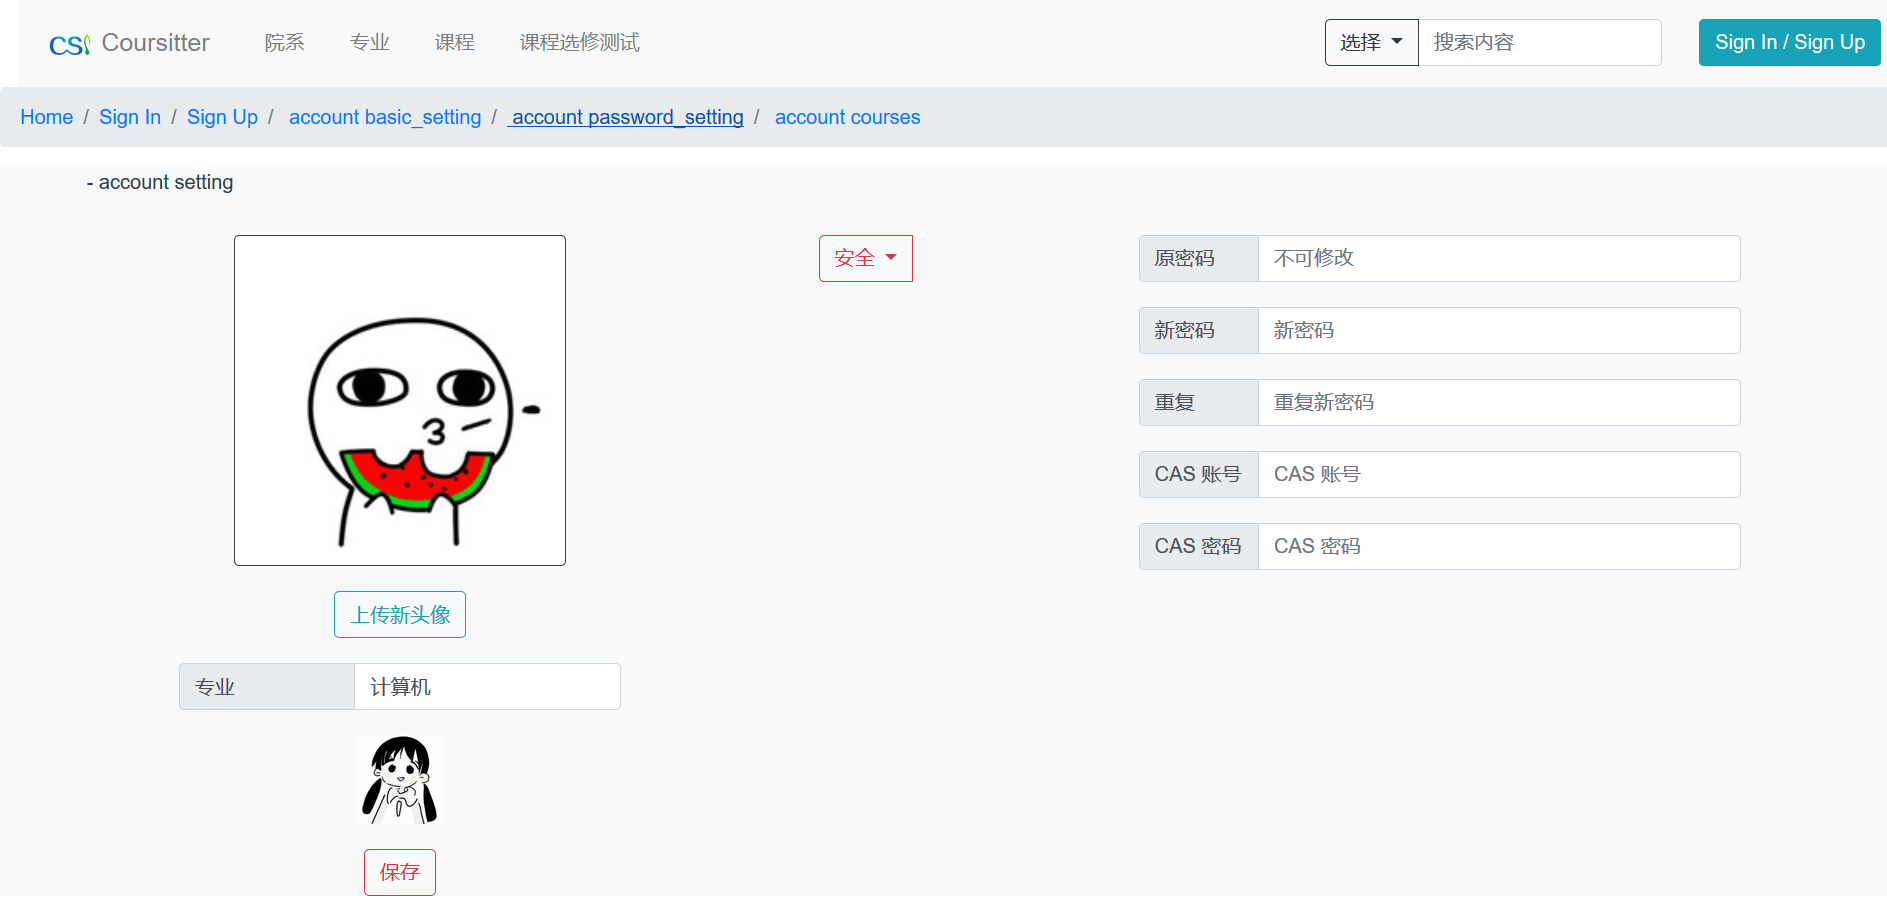 CS Coursitter 院系 专业 课程 课程选修测试 选择 搜索内容 Sign In / Sign Up
Home / Sign In / Sign Up / account basic_setting / account password_setting / account courses
- account setting
安全
原密码 不可修改
新密码 新密码
重复 重复新密码
CAS 账号 CAS 账号
CAS 密码 CAS 密码
上传新头像
专业 计算机
保存